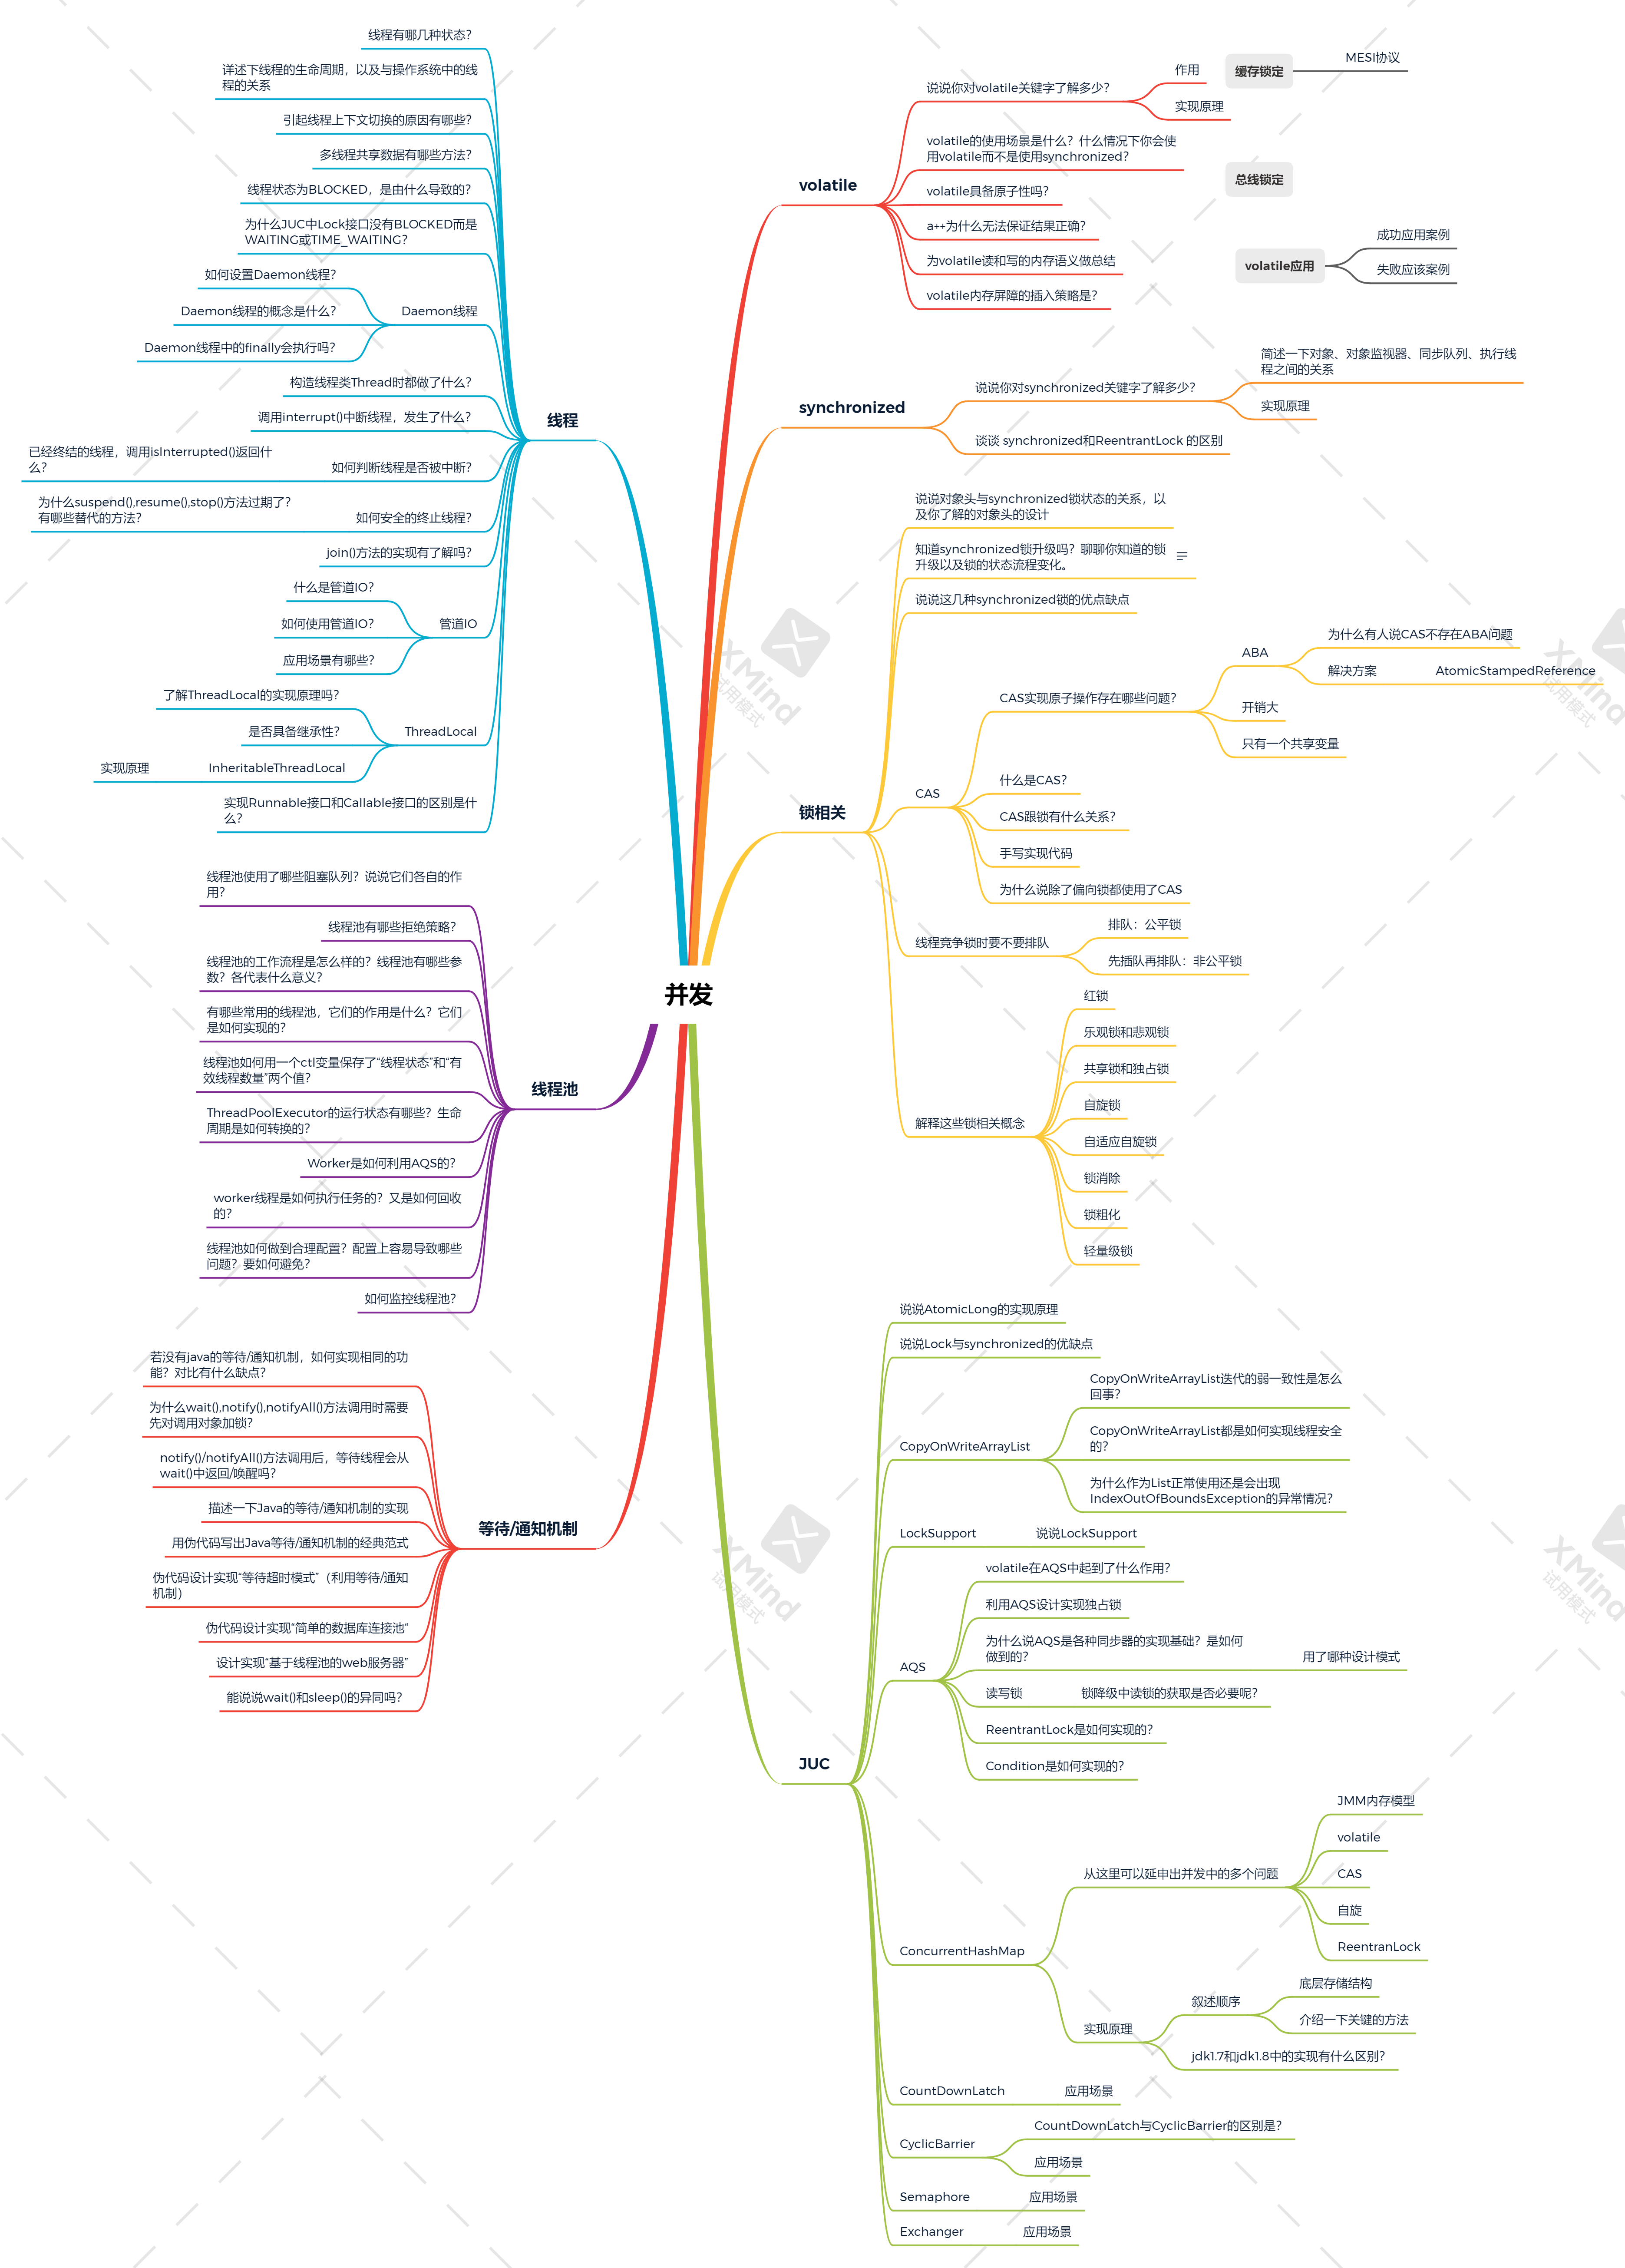 并发
线程
线程有哪几种状态？
详述下线程的生命周期，以及与操作系统中的线
程的关系
引起线程上下文切换的原因有哪些？
多线程共享数据有哪些方法？
线程状态为BLOCKED，是由什么导致的？
为什么JUC中Lock接口没有BLOCKED而是
WAITING或TIME_WAITING？
Daemon线程
如何设置Daemon线程？
Daemon线程的概念是什么？
Daemon线程中的finally会执行吗？
构造线程类Thread时都做了什么？
调用interrupt()中断线程，发生了什么？
如何判断线程是否被中断？
已经终结的线程，调用isInterrupted()返回什
么？
如何安全的终止线程？
为什么suspend(),resume(),stop()方法过期了？
有哪些替代的方法？
join()方法的实现有了解吗？
管道IO
什么是管道IO？
如何使用管道IO？
应用场景有哪些？
ThreadLocal
了解ThreadLocal的实现原理吗？
是否具备继承性？
InheritableThreadLocal
实现原理
实现Runnable接口和Callable接口的区别是什
么？
线程池
线程池使用了哪些阻塞队列？说说它们各自的作
用？
线程池有哪些拒绝策略？
线程池的工作流程是怎么样的？线程池有哪些参
数？各代表什么意义？
有哪些常用的线程池，它们的作用是什么？它们
是如何实现的？
线程池如何用一个ctl变量保存了“线程状态”和“有
效线程数量”两个值？
ThreadPoolExecutor的运行状态有哪些？生命
周期是如何转换的？
Worker是如何利用AQS的？
worker线程是如何执行任务的？又是如何回收
的？
线程池如何做到合理配置？配置上容易导致哪些
问题？要如何避免？
如何监控线程池？
等待/通知机制
若没有java的等待/通知机制，如何实现相同的功
能？对比有什么缺点？
为什么wait(),notify(),notifyAll()方法调用时需要
先对调用对象加锁？
notify()/notifyAll()方法调用后，等待线程会从
wait()中返回/唤醒吗？
描述一下Java的等待/通知机制的实现
用伪代码写出Java等待/通知机制的经典范式
伪代码设计实现“等待超时模式”（利用等待/通知
机制）
伪代码设计实现“简单的数据库连接池“
设计实现“基于线程池的web服务器”
能说说wait()和sleep()的异同吗？
volatile
说说你对volatile关键字了解多少？
作用
实现原理
volatile的使用场景是什么？什么情况下你会使
用volatile而不是使用synchronized？
volatile具备原子性吗？
a++为什么无法保证结果正确？
为volatile读和写的内存语义做总结
volatile内存屏障的插入策略是？
缓存锁定
MESI协议
总线锁定
volatile应用
成功应用案例
失败应该案例
synchronized
说说你对synchronized关键字了解多少？
简述一下对象、对象监视器、同步队列、执行线
程之间的关系
实现原理
谈谈 synchronized和ReentrantLock 的区别
锁相关
说说对象头与synchronized锁状态的关系，以
及你了解的对象头的设计
知道synchronized锁升级吗？聊聊你知道的锁
升级以及锁的状态流程变化。
说说这几种synchronized锁的优点缺点
CAS
CAS实现原子操作存在哪些问题？
ABA
为什么有人说CAS不存在ABA问题
解决方案
AtomicStampedReference
开销大
只有一个共享变量
什么是CAS？
CAS跟锁有什么关系？
手写实现代码
为什么说除了偏向锁都使用了CAS
线程竞争锁时要不要排队
排队：公平锁
先插队再排队：非公平锁
解释这些锁相关概念
红锁
乐观锁和悲观锁
共享锁和独占锁
自旋锁
自适应自旋锁
锁消除
锁粗化
轻量级锁
JUC
说说AtomicLong的实现原理
说说Lock与synchronized的优缺点
CopyOnWriteArrayList
CopyOnWriteArrayList迭代的弱一致性是怎么
回事？
CopyOnWriteArrayList都是如何实现线程安全
的？
为什么作为List正常使用还是会出现
IndexOutOfBoundsException的异常情况？
LockSupport
说说LockSupport
AQS
volatile在AQS中起到了什么作用？
利用AQS设计实现独占锁
为什么说AQS是各种同步器的实现基础？是如何
做到的？
用了哪种设计模式
读写锁
锁降级中读锁的获取是否必要呢？
ReentrantLock是如何实现的？
Condition是如何实现的？
ConcurrentHashMap
从这里可以延申出并发中的多个问题
JMM内存模型
volatile
CAS
自旋
ReentranLock
实现原理
叙述顺序
底层存储结构
介绍一下关键的方法
jdk1.7和jdk1.8中的实现有什么区别？
CountDownLatch
应用场景
CyclicBarrier
CountDownLatch与CyclicBarrier的区别是？
应用场景
Semaphore
应用场景
Exchanger
应用场景
XMind
试用模式
XMind
试用模式
XMind
试用模式
XMind
试用模式